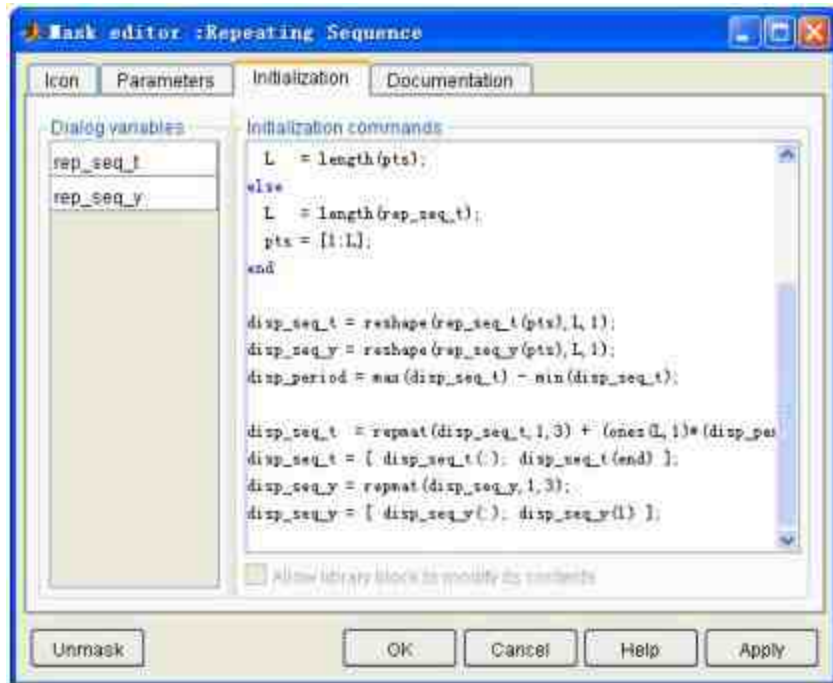 Mask editor :Repeating Sequence
Icon
Parameters
Initialization
Documentation
Dialog variables
rep_seq_t
rep_seq_y
Initialization commands
L = length(pts);
else
L = length(rep_seq_t);
pts = [1:L];
end
disp_seq_t = reshape(rep_seq_t(pts),L,1);
disp_seq_y = reshape(rep_seq_y(pts),L,1);
disp_period = max(disp_seq_t) - min(disp_seq_t);
disp_seq_t = repmat(disp_seq_t,1,3) + (ones(L,1)*(disp_per
disp_seq_t = [ disp_seq_t(:); disp_seq_t(end) ];
disp_seq_y = repmat(disp_seq_y,1,3);
disp_seq_y = [ disp_seq_y(:); disp_seq_y(1) ];
Allow library block to modify its contents
Unmask
OK
Cancel
Help
Apply